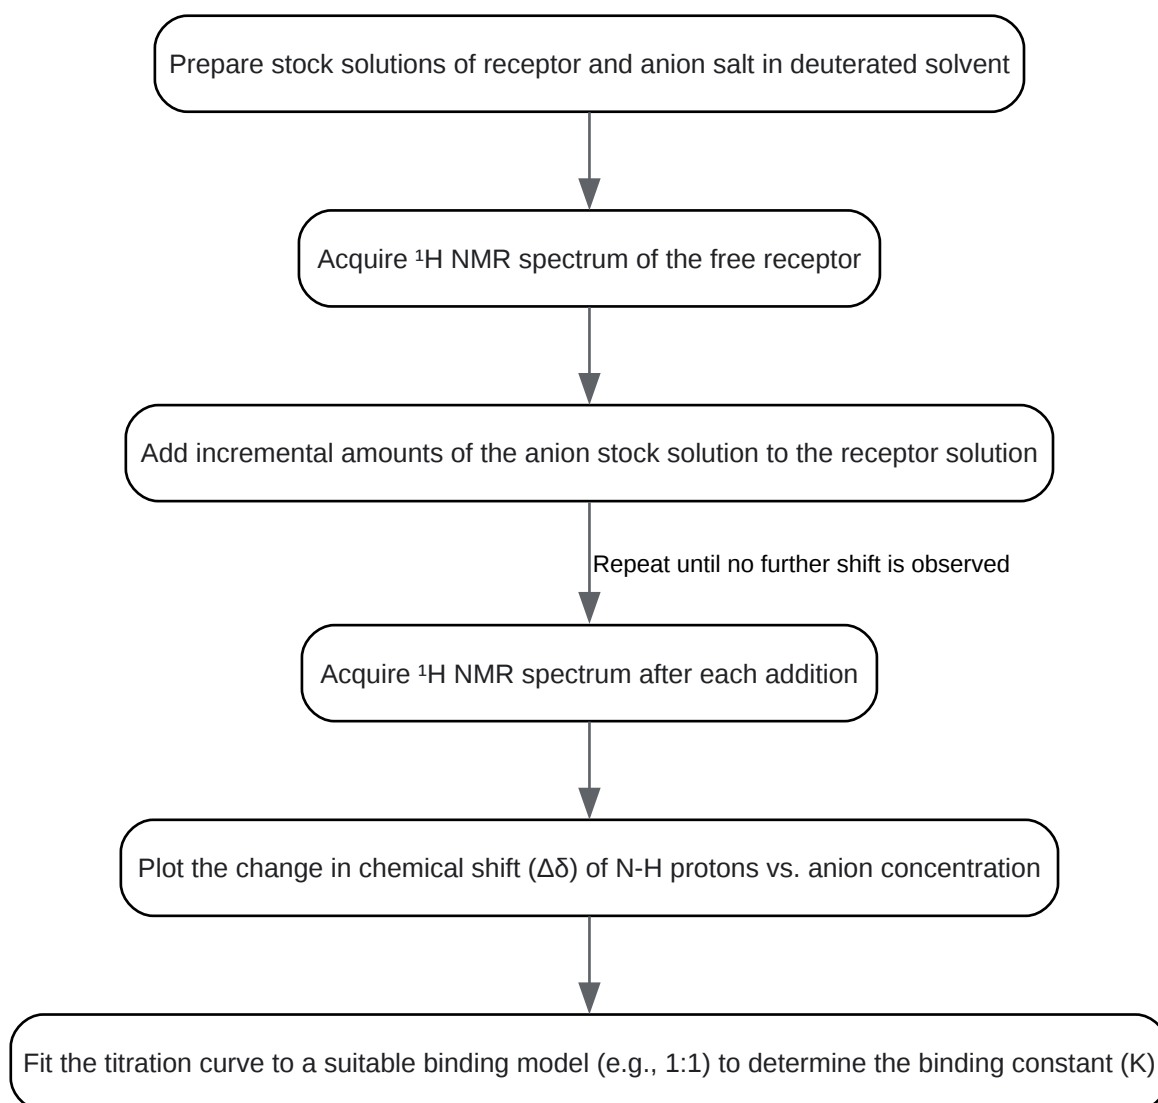 Prepare stock solutions of receptor and anion salt in deuterated solvent
Acquire ¹H NMR spectrum of the free receptor
Add incremental amounts of the anion stock solution to the receptor solution
Repeat until no further shift is observed
Acquire ¹H NMR spectrum after each addition
Plot the change in chemical shift (Δδ) of N-H protons vs. anion concentration
Fit the titration curve to a suitable binding model (e.g., 1:1) to determine the binding constant (K)